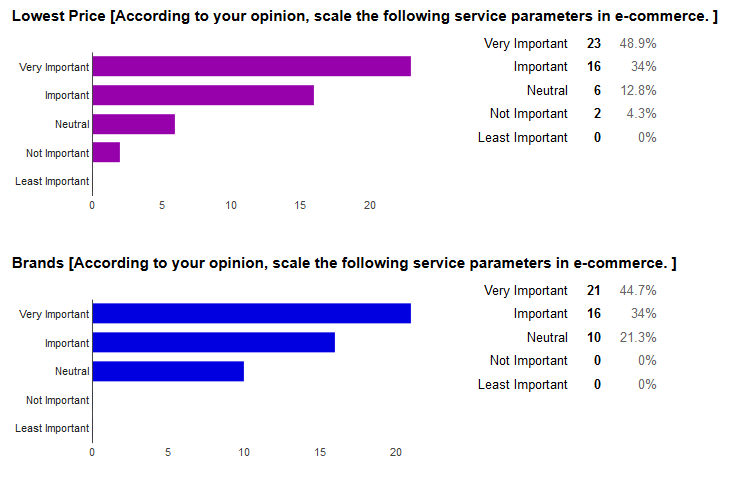 Lowest Price [According to your opinion, scale the following service parameters in e-commerce. ]
Very Important 23 48.9%
Important 16 34%
Neutral 6 12.8%
Not Important 2 4.3%
Least Important 0 0%
Very Important
Important
Neutral
Not Important
Least Important
0 5 10 15 20
Brands [According to your opinion, scale the following service parameters in e-commerce. ]
Very Important 21 44.7%
Important 16 34%
Neutral 10 21.3%
Not Important 0 0%
Least Important 0 0%
Very Important
Important
Neutral
Not Important
Least Important
0 5 10 15 20